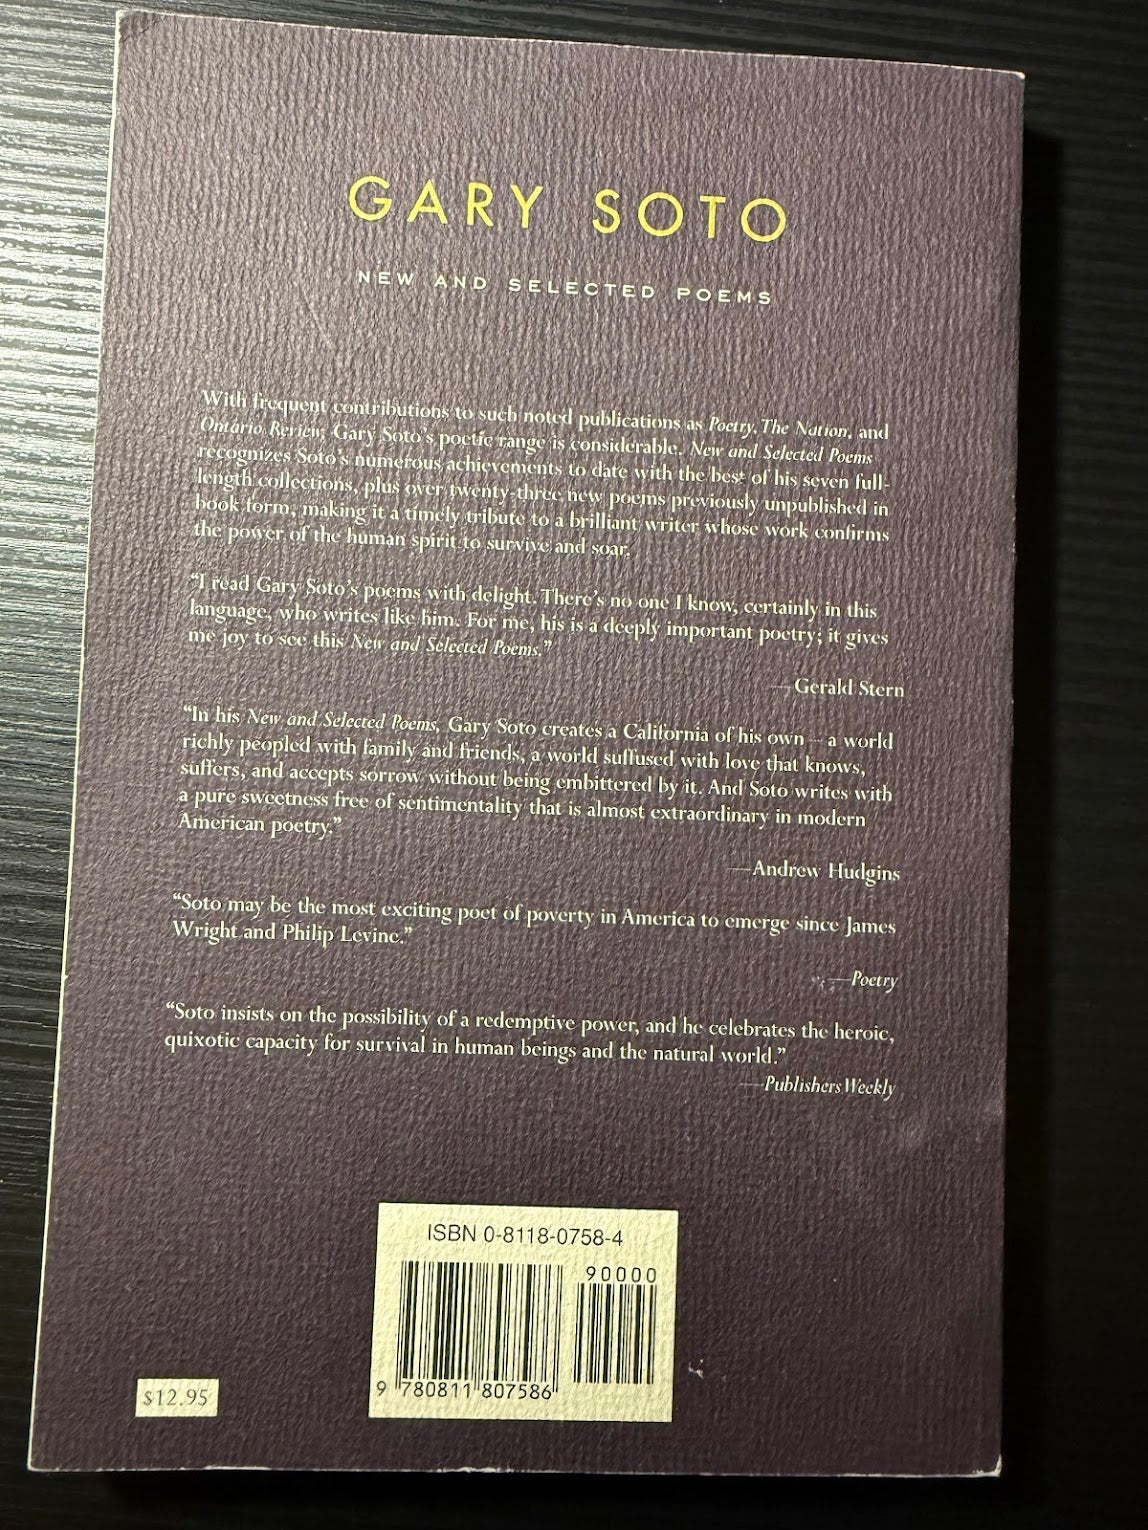 GARY SOTO
NEW AND SELECTED POEMS
With frequent contributions to such noted publications as Poetry, The Nation, and
Ontario Review, Gary Soto's poetic range is considerable. New and Selected Poems
recognizes Soto's numerous achievements to date with the best of his seven full-
length collections, plus over twenty-three new poems previously unpublished in
book form, making it a timely tribute to a brilliant writer whose work confirms
the power of the human spirit to survive and soar.
“I read Gary Soto's poems with delight. There's no one I know, certainly in this
language, who writes like him. For me, his is a deeply important poetry; it gives
me joy to see this New and Selected Poems.”
—Gerald Stern
“In his New and Selected Poems, Gary Soto creates a California of his own—a world
richly peopled with family and friends, a world suffused with love that knows,
suffers, and accepts sorrow without being embittered by it. And Soto writes with
a pure sweetness free of sentimentality that is almost extraordinary in modern
American poetry.”
—Andrew Hudgins
“Soto may be the most exciting poet of poverty in America to emerge since James
Wright and Philip Levine.”
—Poetry
“Soto insists on the possibility of a redemptive power, and he celebrates the heroic,
quixotic capacity for survival in human beings and the natural world.”
—Publishers Weekly
ISBN 0-8118-0758-4
90000
9 780811 807586
$12.95